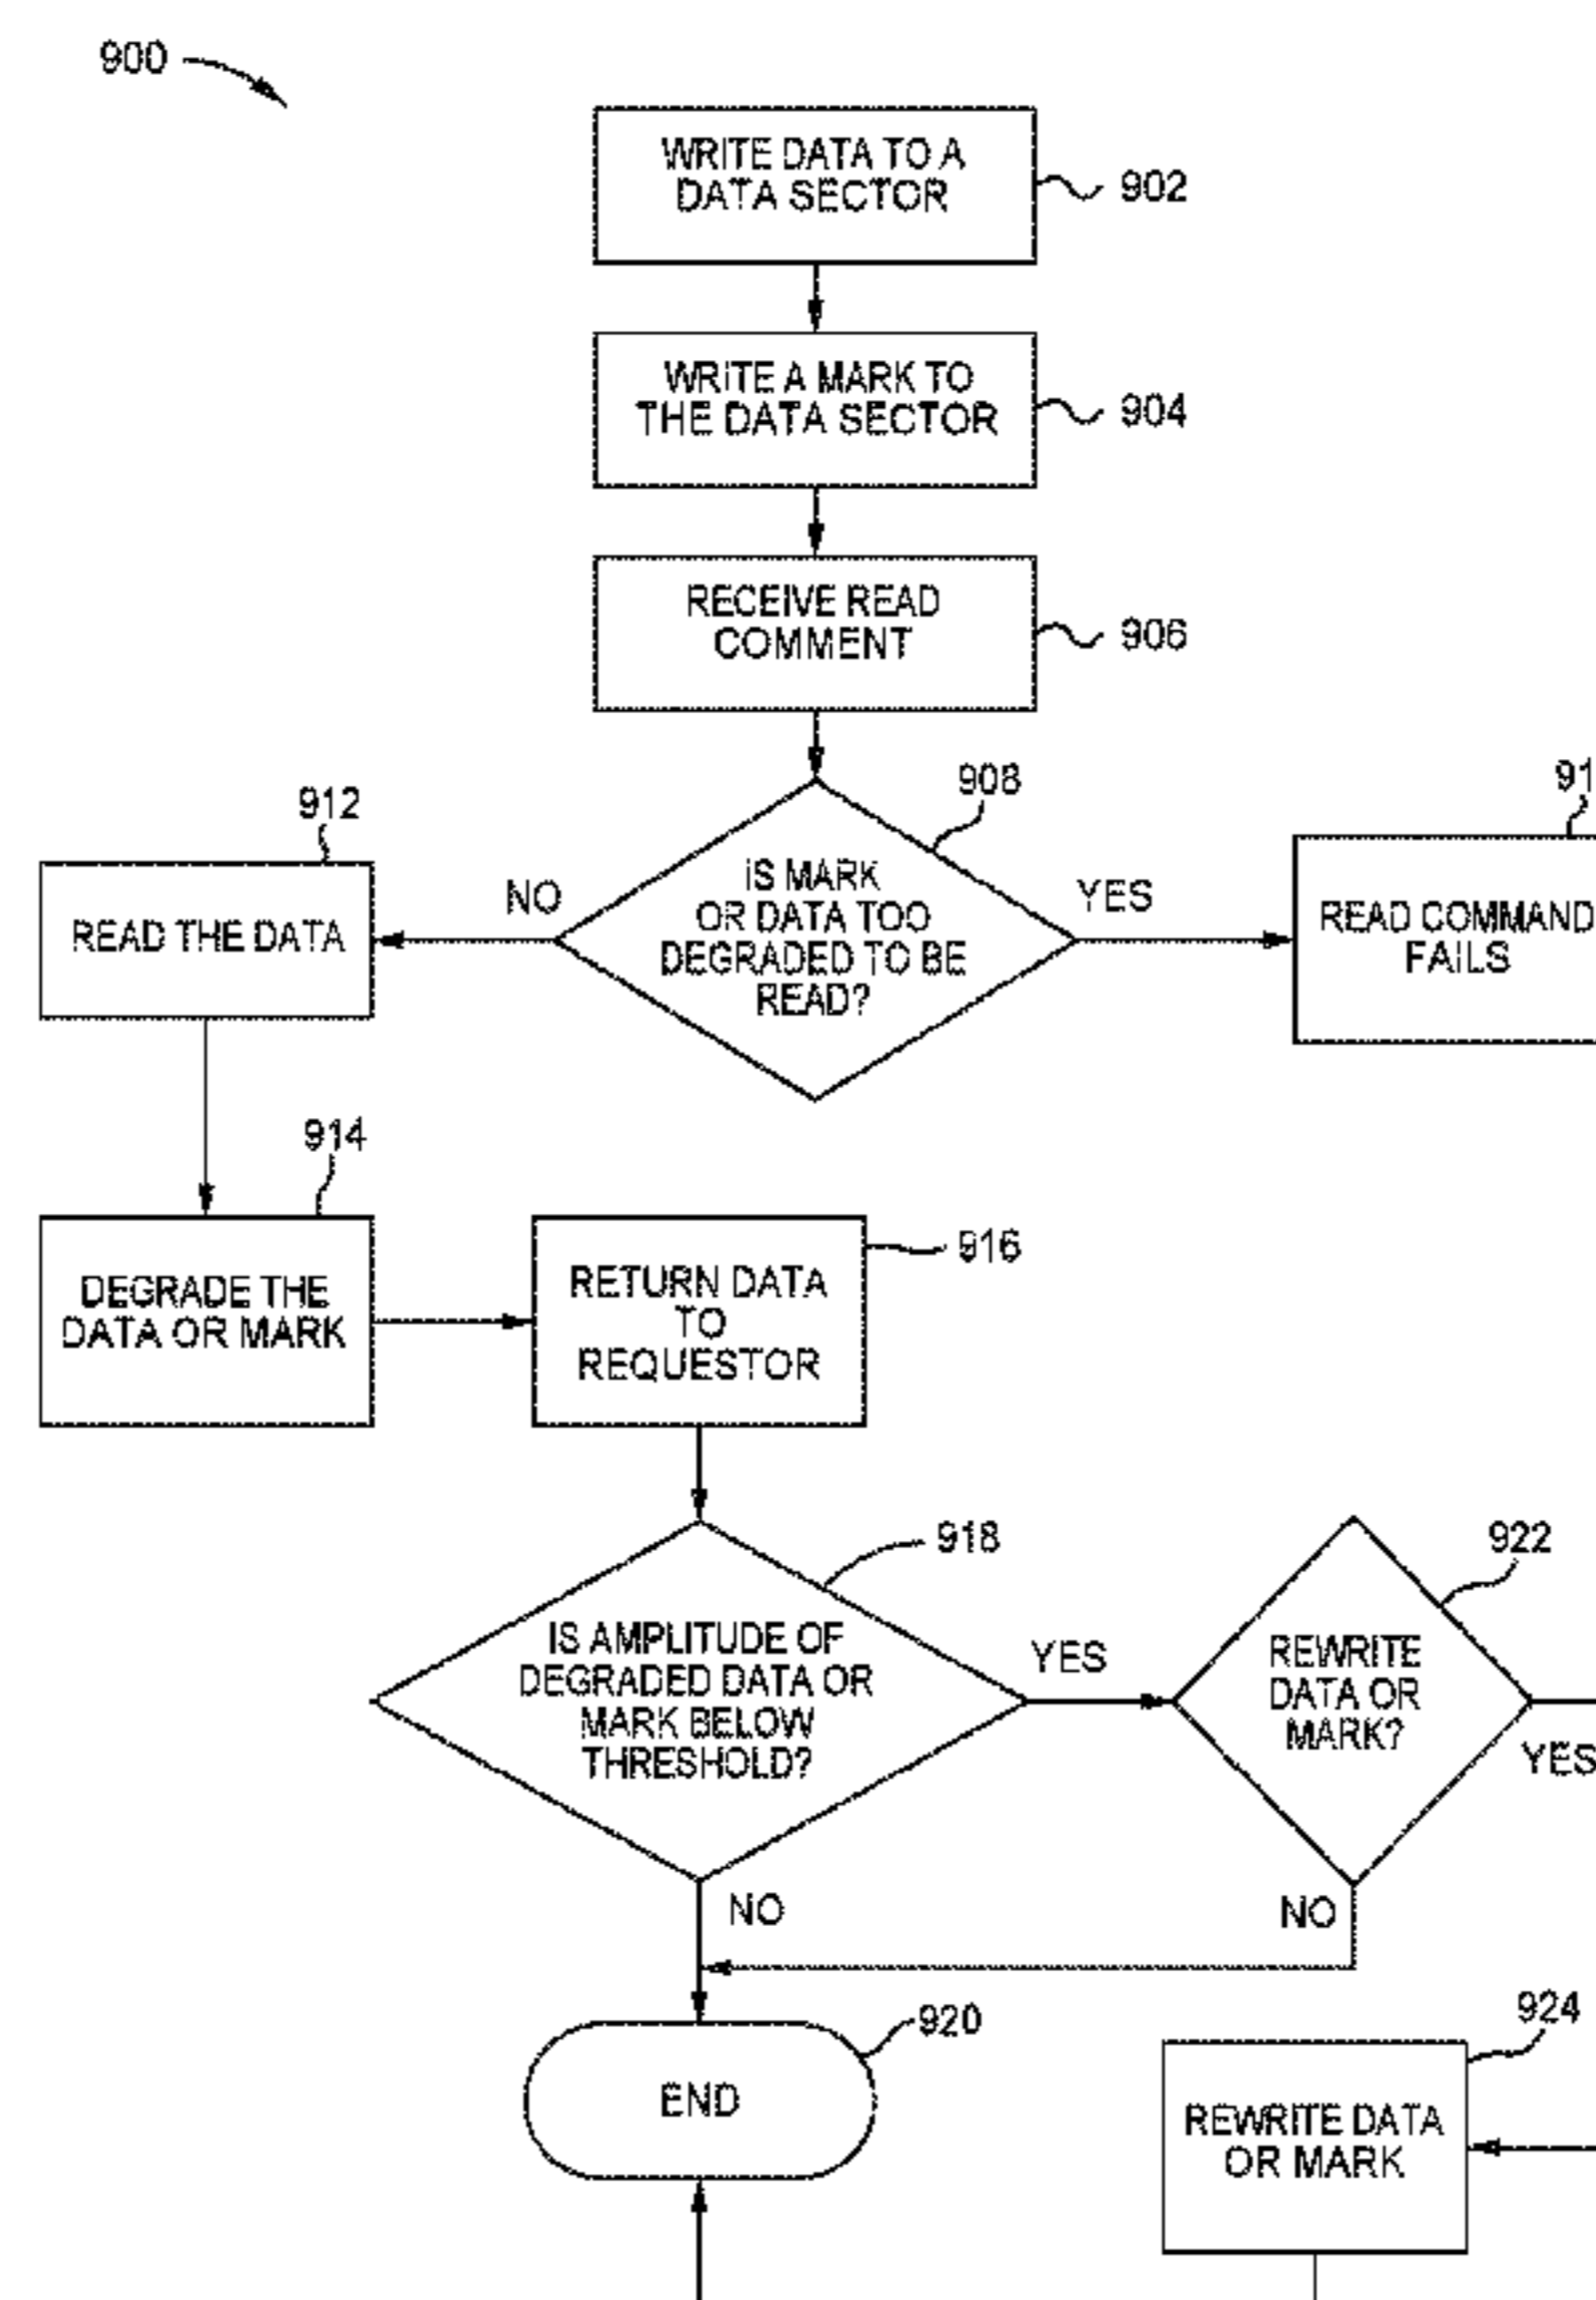 900
WRITE DATA TO A
DATA SECTOR
902
WRITE A MARK TO
THE DATA SECTOR
904
RECEIVE READ
COMMENT
906
908
IS MARK
OR DATA TOO
DEGRADED TO BE
READ?
NO
YES
912
READ THE DATA
91
READ COMMAND
FAILS
914
DEGRADE THE
DATA OR MARK
916
RETURN DATA
TO
REQUESTOR
918
IS AMPLITUDE OF
DEGRADED DATA OR
MARK BELOW
THRESHOLD?
YES
NO
922
REWRITE
DATA OR
MARK?
YES
NO
920
END
924
REWRITE DATA
OR MARK